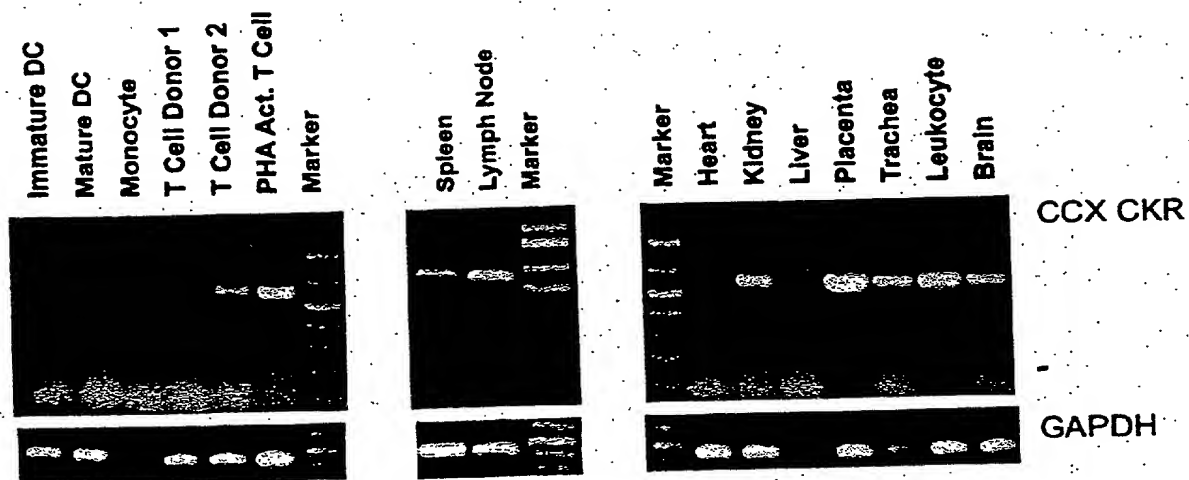 Immature DC
Mature DC
Monocyte
T Cell Donor 1
T Cell Donor 2
PHA Act. T Cell
Marker
Spleen
Lymph Node
Marker
Marker
Heart
Kidney
Liver
Placenta
Trachea
Leukocyte
Brain
CCX CKR
GAPDH